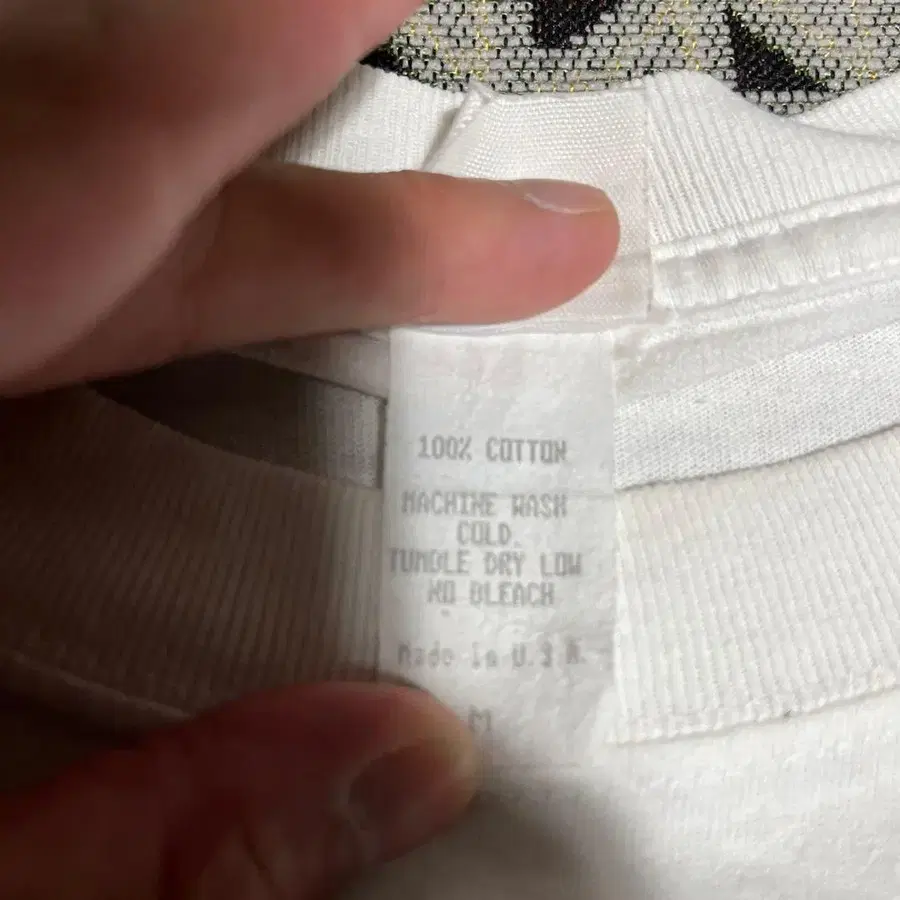 100% COTTON
MACHINE WASH
COLD.
TUMBLE DRY LOW
NO BLEACH
Made in U.S.A.
M